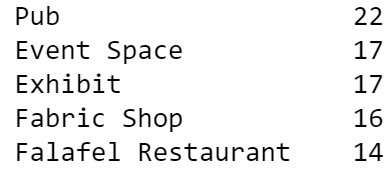 Pub 22
Event Space 17
Exhibit 17
Fabric Shop 16
Falafel Restaurant 14